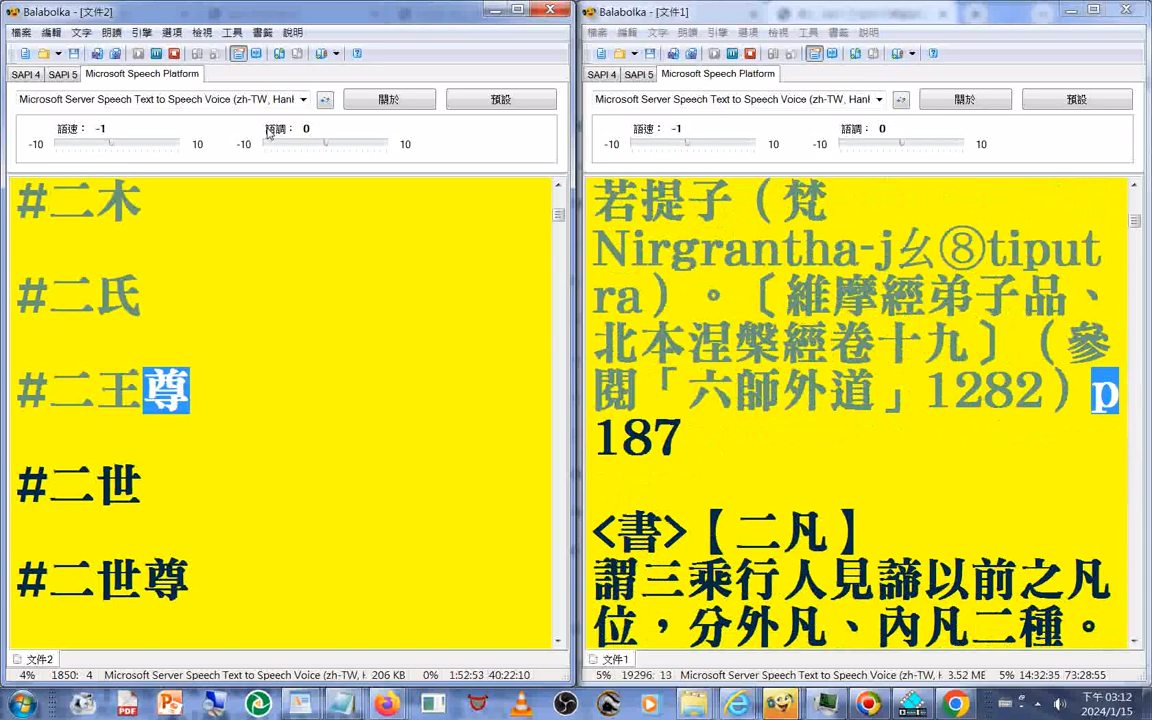 Balabolka - [文件2]
檔案 編輯 文字 朗讀 引擎 選項 檢視 工具 書籤 說明
SAPI 4 SAPI 5 Microsoft Speech Platform
Microsoft Server Speech Text to Speech Voice (zh-TW, Hanl
關於 預設
語速： -1 語調： 0
-10 10 -10 10
#二木
#二氏
#二王尊
#二世
#二世尊
文件2
4% 1850: 4 Microsoft Server Speech Text to Speech Voice (zh-TW, H 206 KB 0% 1:52:53 40:22:10
Balabolka - [文件1]
檔案 編輯 文字 朗讀 引擎 選項 檢視 工具 書籤 說明
SAPI 4 SAPI 5 Microsoft Speech Platform
Microsoft Server Speech Text to Speech Voice (zh-TW, Hanl
關於 預設
語速： -1 語調： 0
-10 10 -10 10
若提子（梵
Nirgrantha-jㄠ⑧tiput
ra）。〔維摩經弟子品、
北本涅槃經卷十九〕（參
閱「六師外道」1282）p
187
<書>【二凡】
謂三乘行人見諦以前之凡
位，分外凡、內凡二種。
文件1
5% 19296: 13 Microsoft Server Speech Text to Speech Voice (zh-TW, H 3.52 ME 5% 14:32:35 73:28:55
下午 03:12
2024/1/15